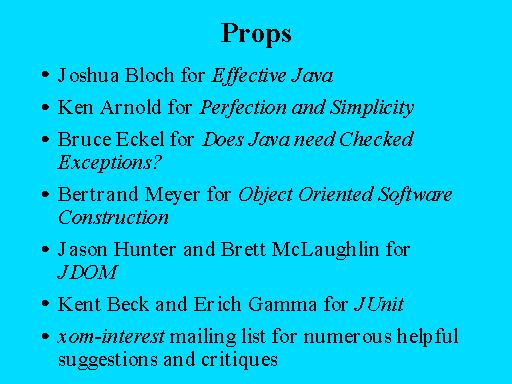 Props
• Joshua Bloch for Effective Java
• Ken Arnold for Perfection and Simplicity
• Bruce Eckel for Does Java need Checked
Exceptions?
• Bertrand Meyer for Object Oriented Software
Construction
• Jason Hunter and Brett McLaughlin for
JDOM
• Kent Beck and Erich Gamma for JUnit
• xom-interest mailing list for numerous helpful
suggestions and critiques